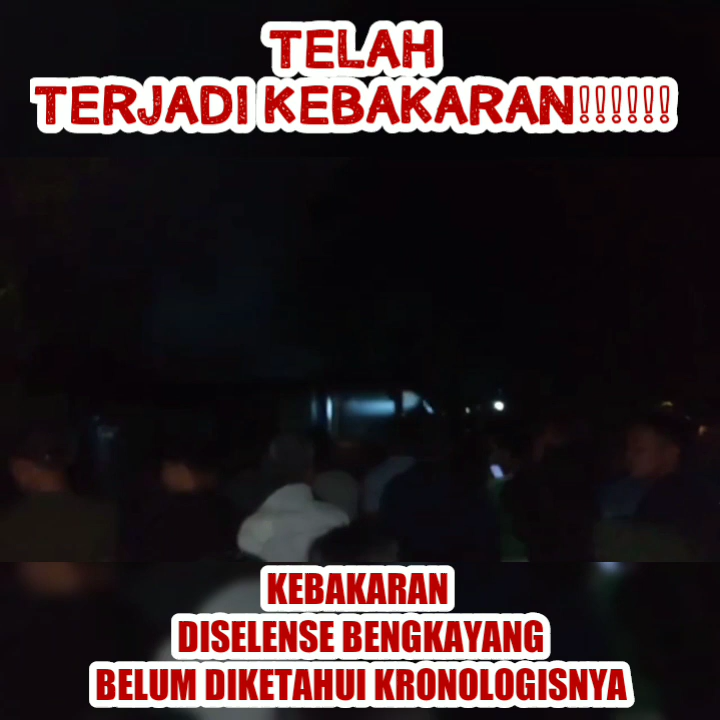 TELAH
TERJADI KEBAKARAN!!!!!!
KEBAKARAN
DISELENSE BENGKAYANG
BELUM DIKETAHUI KRONOLOGISNYA